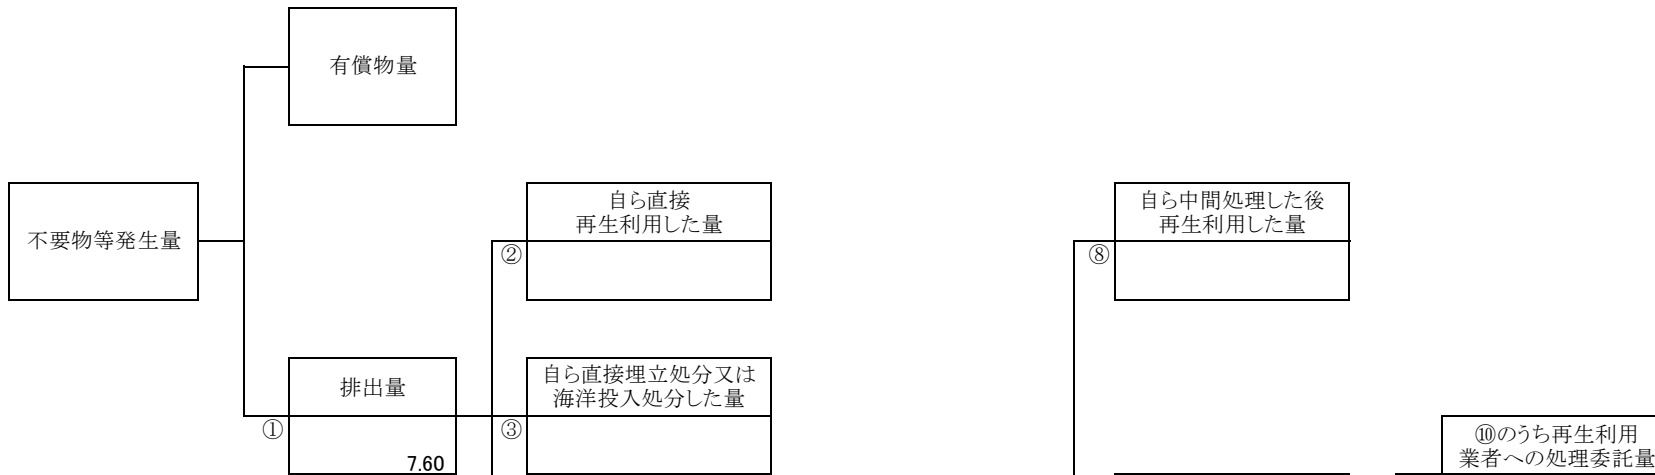 有償物量
不要物等発生量
自ら直接
再生利用した量
②
自ら中間処理した後
再生利用した量
⑧
排出量
①
7.60
自ら直接埋立処分又は
海洋投入処分した量
③
⑩のうち再生利用
業者への処理委託量